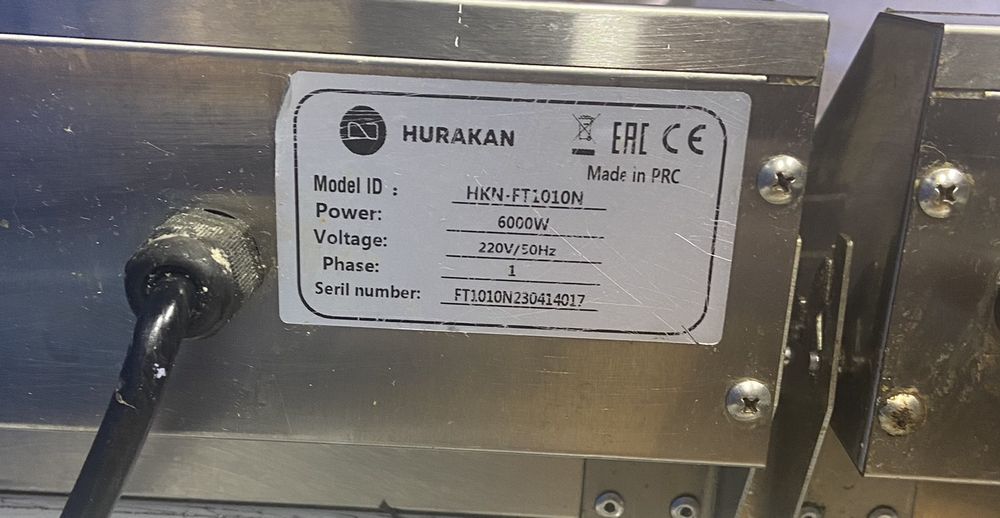 HURAKAN
EAC CE
Made in PRC
Model ID : HKN-FT1010N
Power: 6000W
Voltage: 220V/50Hz
Phase: 1
Seril number: FT1010N230414017